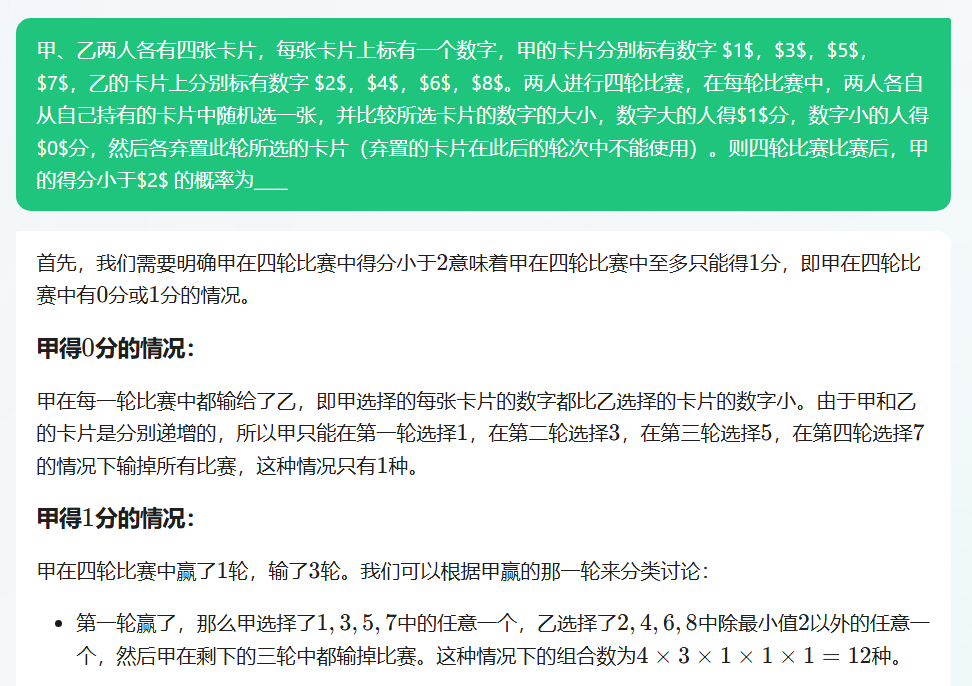 甲、乙两人各有四张卡片，每张卡片上标有一个数字，甲的卡片分别标有数字 $1$，$3$，$5$，
$7$，乙的卡片上分别标有数字 $2$，$4$，$6$，$8$。两人进行四轮比赛，在每轮比赛中，两人各自
从自己持有的卡片中随机选一张，并比较所选卡片的数字的大小，数字大的人得$1$分，数字小的人得
$0$分，然后各弃置此轮所选的卡片（弃置的卡片在此后的轮次中不能使用）。则四轮比赛比赛后，甲
的得分小于$2$ 的概率为___
首先，我们需要明确甲在四轮比赛中得分小于2意味着甲在四轮比赛中至多只能得1分，即甲在四轮比
赛中有0分或1分的情况。
甲得0分的情况：
甲在每一轮比赛中都输给了乙，即甲选择的每张卡片的数字都比乙选择的卡片的数字小。由于甲和乙
的卡片是分别递增的，所以甲只能在第一轮选择1，在第二轮选择3，在第三轮选择5，在第四轮选择7
的情况下输掉所有比赛，这种情况只有1种。
甲得1分的情况：
甲在四轮比赛中赢了1轮，输了3轮。我们可以根据甲赢的那一轮来分类讨论：
• 第一轮赢了，那么甲选择了1, 3, 5, 7中的任意一个，乙选择了2, 4, 6, 8中除最小值2以外的任意一
个，然后甲在剩下的三轮中都输掉比赛。这种情况下的组合数为4 × 3 × 1 × 1 × 1 = 12种。